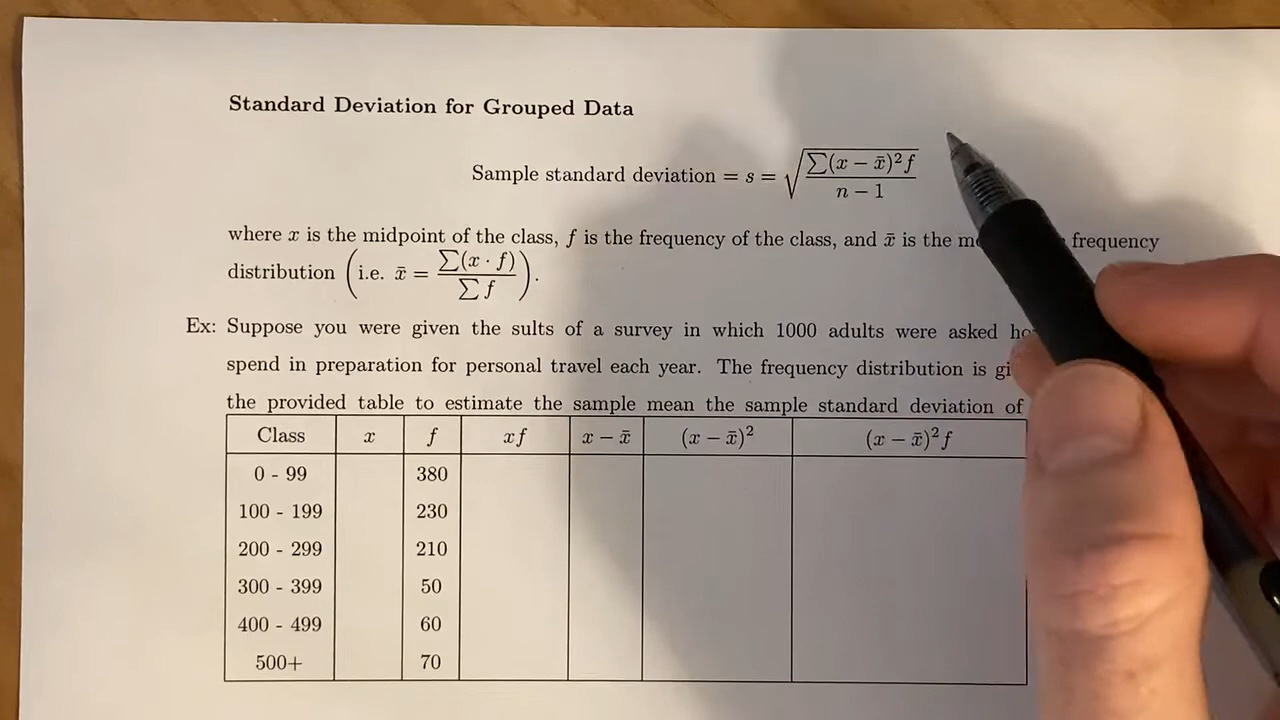 Standard Deviation for Grouped Data
Sample standard deviation = s = √(∑(x − x̄)²f / (n − 1))
where x is the midpoint of the class, f is the frequency of the class, and x̄ is the frequency
distribution (i.e. x̄ = ∑(x · f) / ∑f).
Ex: Suppose you were given the sults of a survey in which 1000 adults were asked
spend in preparation for personal travel each year. The frequency distribution is
the provided table to estimate the sample mean the sample standard deviation of
Class x f xf x − x̄ (x − x̄)² (x − x̄)²f
0 - 99 380
100 - 199 230
200 - 299 210
300 - 399 50
400 - 499 60
500+ 70